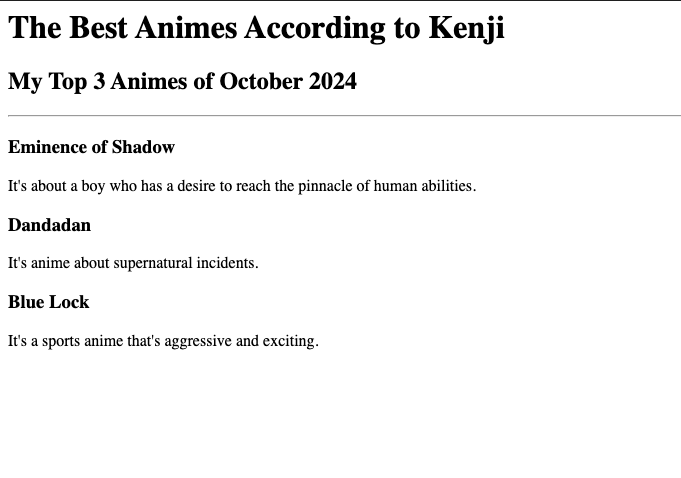 The Best Animes According to Kenji
My Top 3 Animes of October 2024
Eminence of Shadow
It's about a boy who has a desire to reach the pinnacle of human abilities.
Dandadan
It's anime about supernatural incidents.
Blue Lock
It's a sports anime that's aggressive and exciting.